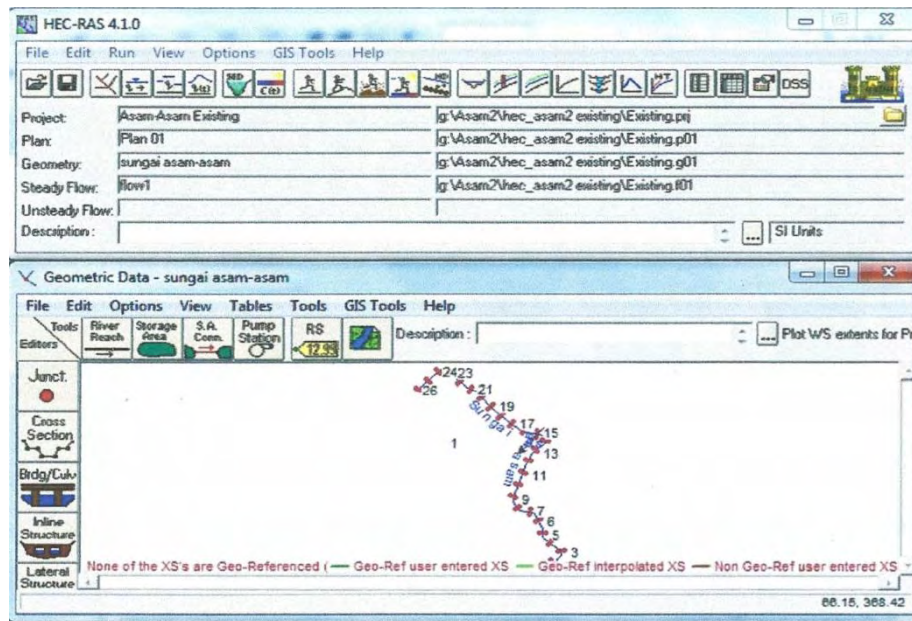 HEC-RAS 4.1.0
File Edit Run View Options GIS Tools Help
DSS
Project: Asam-Asam Existing g:\Asam2\hec_asam2 existing\Existing.prj
Plan: Plan 01 g:\Asam2\hec_asam2 existing\Existing.p01
Geometry: sungai asam-asam g:\Asam2\hec_asam2 existing\Existing.g01
Steady Flow: flow1 g:\Asam2\hec_asam2 existing\Existing.f01
Unsteady Flow:
Description : ... SI Units
Geometric Data - sungai asam-asam
File Edit Options View Tables Tools GIS Tools Help
Tools Editors
River Reach
Storage Area
S.A. Conn.
Pump Station
RS 12.99
Description : ... Plot WS extents for Pr
Junct.
Cross Section
Brdg/Culv
Inline Structure
Lateral Structure
24 23
26
21
19
Sungai
17
15
1
13
11
9
7
6
5
3
None of the XS's are Geo-Referenced ( Geo-Ref user entered XS Geo-Ref interpolated XS Non Geo-Ref user entered XS
66.15, 368.42